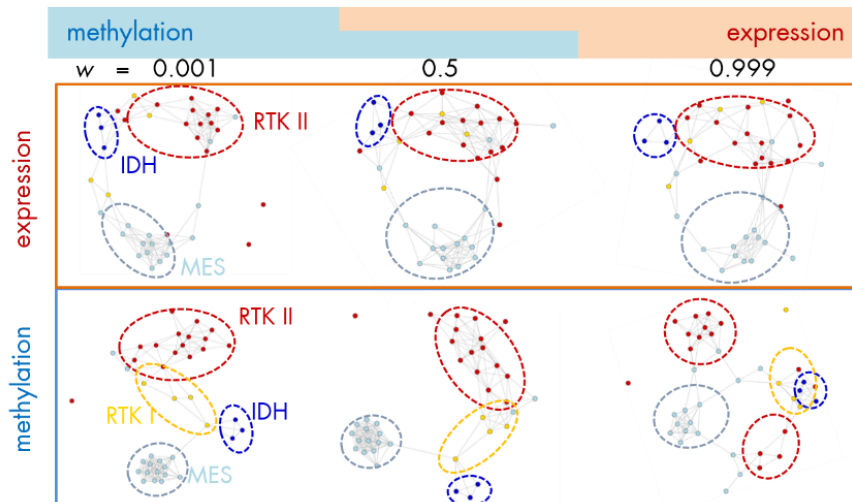 methylation
expression
w = 0.001 0.5 0.999
expression
RTK II
IDH
MES
methylation
RTK II
RTK I
IDH
MES